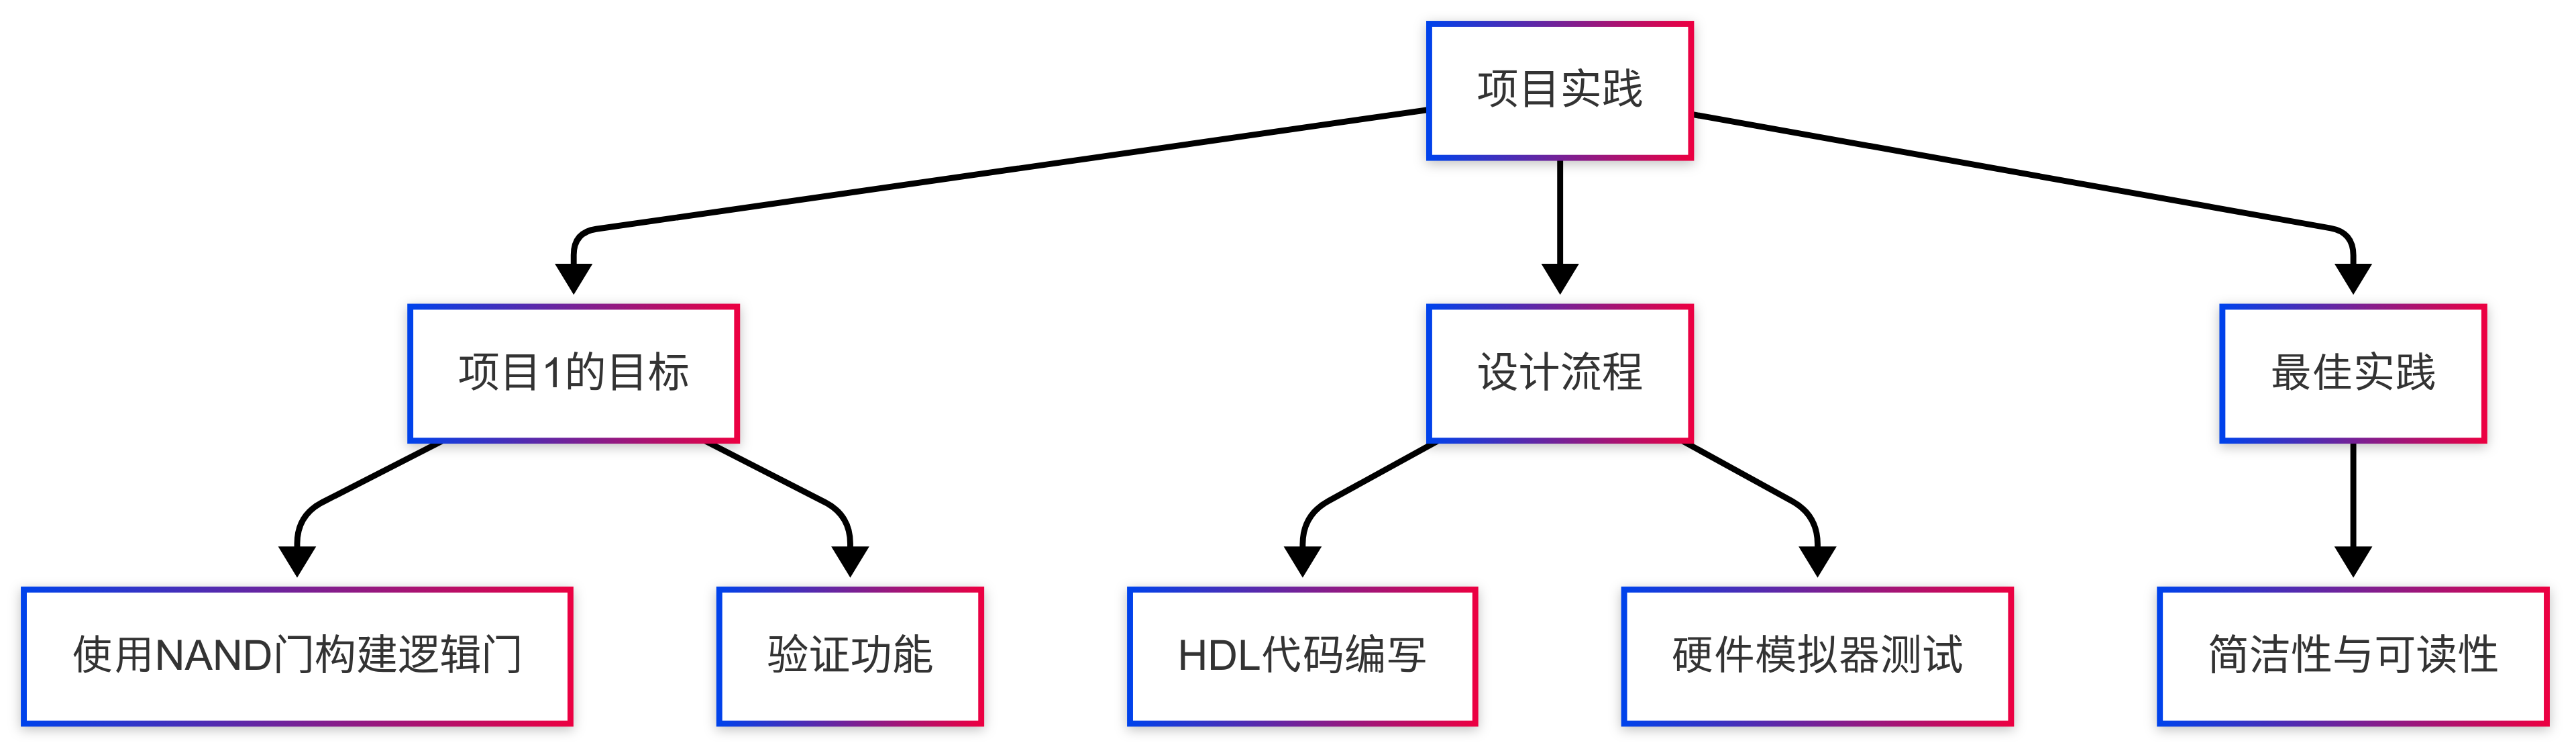 项目实践
项目1的目标
设计流程
最佳实践
使用NAND门构建逻辑门
验证功能
HDL代码编写
硬件模拟器测试
简洁性与可读性